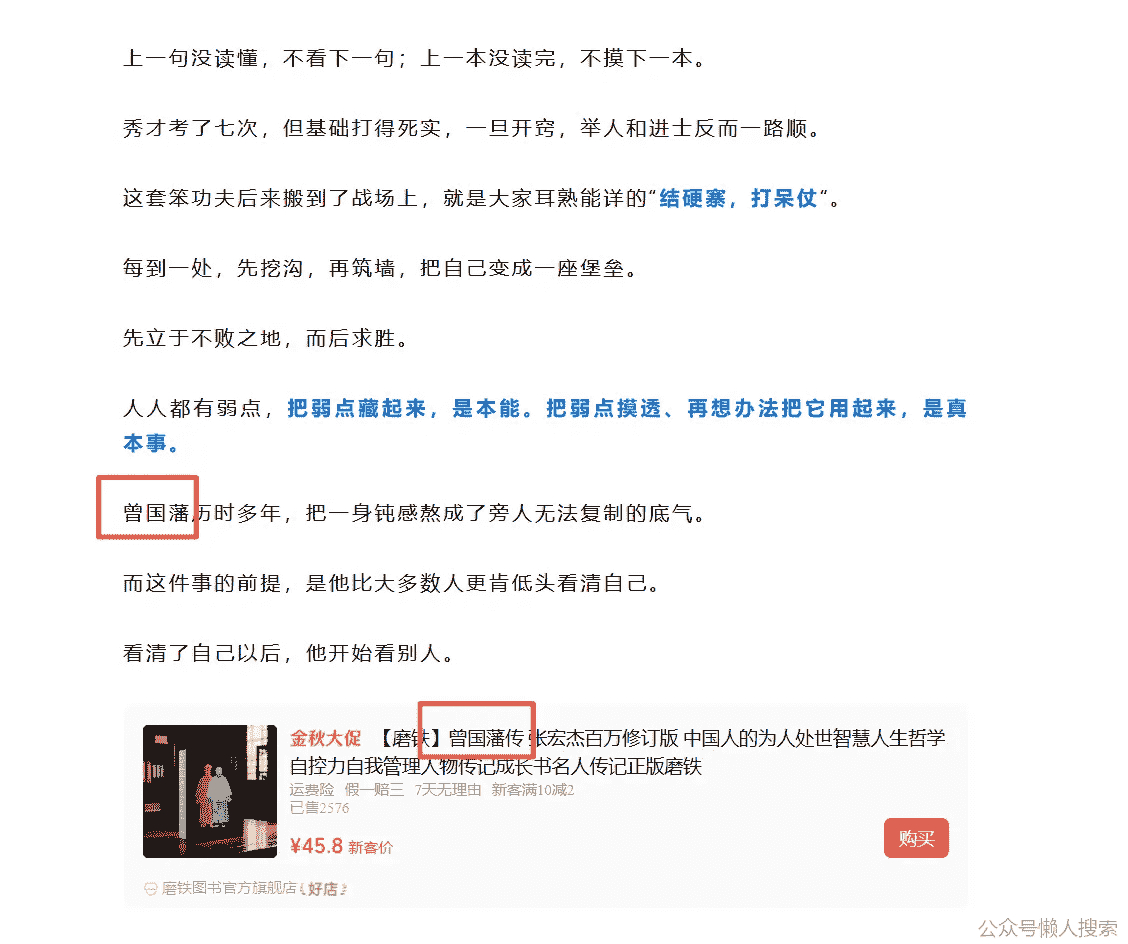 上一句没读懂，不看下一句；上一本没读完，不摸下一本。
秀才考了七次，但基础打得死实，一旦开窍，举人和进士反而一路顺。
这套笨功夫后来搬到了战场上，就是大家耳熟能详的“结硬寨，打呆仗”。
每到一处，先挖沟，再筑墙，把自己变成一座堡垒。
先立于不败之地，而后求胜。
人人都有弱点，把弱点藏起来，是本能。把弱点摸透、再想办法把它用起来，是真
本事。
曾国藩历时多年，把一身钝感熬成了旁人无法复制的底气。
而这件事的前提，是他比大多数人更肯低头看清自己。
看清了自己以后，他开始看别人。
金秋大促 【磨铁】曾国藩传 张宏杰百万修订版 中国人的为人处世智慧人生哲学
自控力自我管理人物传记成长书名人传记正版磨铁
运费险 假一赔三 7天无理由 新客满10减2
已售2576
¥45.8 新客价
购买
磨铁图书官方旗舰店 好店
公众号懒人搜索